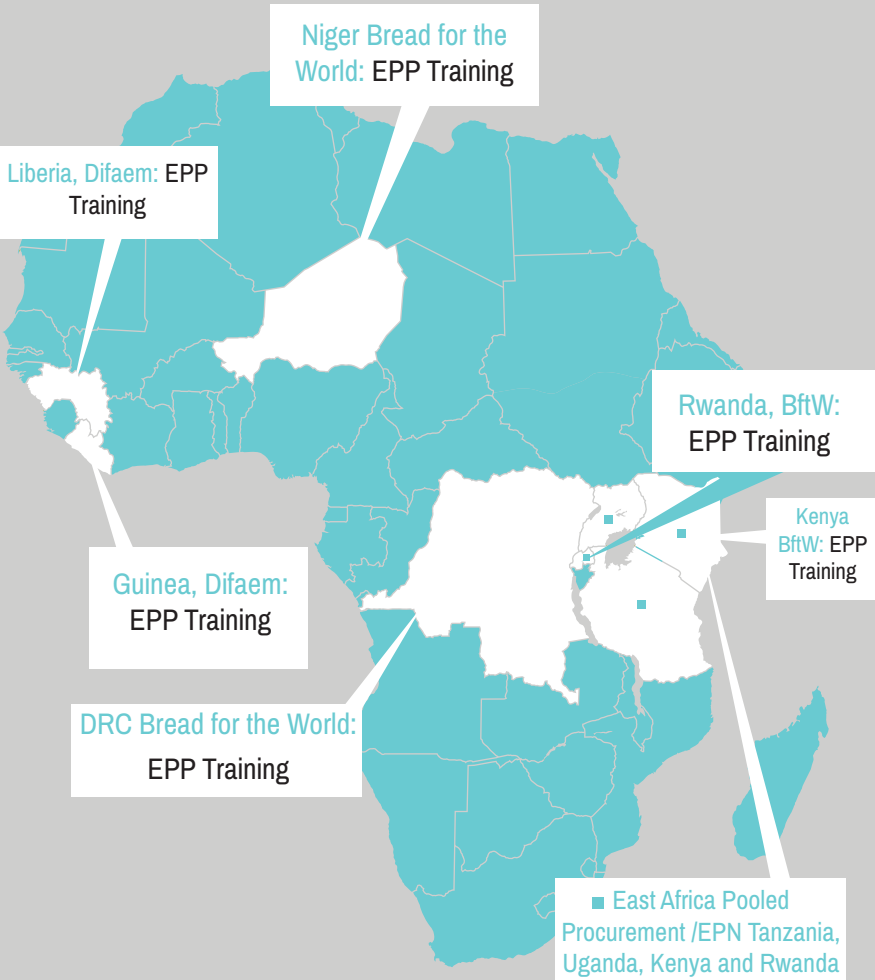 Niger Bread for the
World: EPP Training
Liberia, Difaem: EPP
Training
Rwanda, BftW:
EPP Training
Kenya
BftW: EPP
Training
Guinea, Difaem:
EPP Training
DRC Bread for the World:
EPP Training
East Africa Pooled
Procurement /EPN Tanzania,
Uganda, Kenya and Rwanda